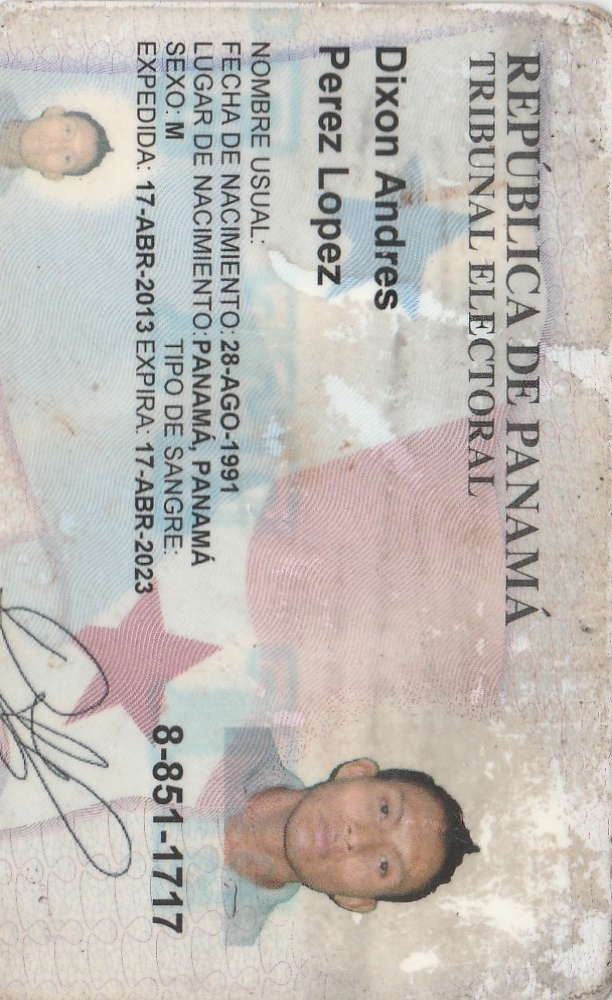 REPÚBLICA DE PANAMÁ
TRIBUNAL ELECTORAL
Dixon Andres
Perez Lopez
NOMBRE USUAL:
FECHA DE NACIMIENTO: 28-AGO-1991
LUGAR DE NACIMIENTO: PANAMÁ, PANAMÁ
SEXO: M TIPO DE SANGRE:
EXPEDIDA: 17-ABR-2013 EXPIRA: 17-ABR-2023
8-851-1717